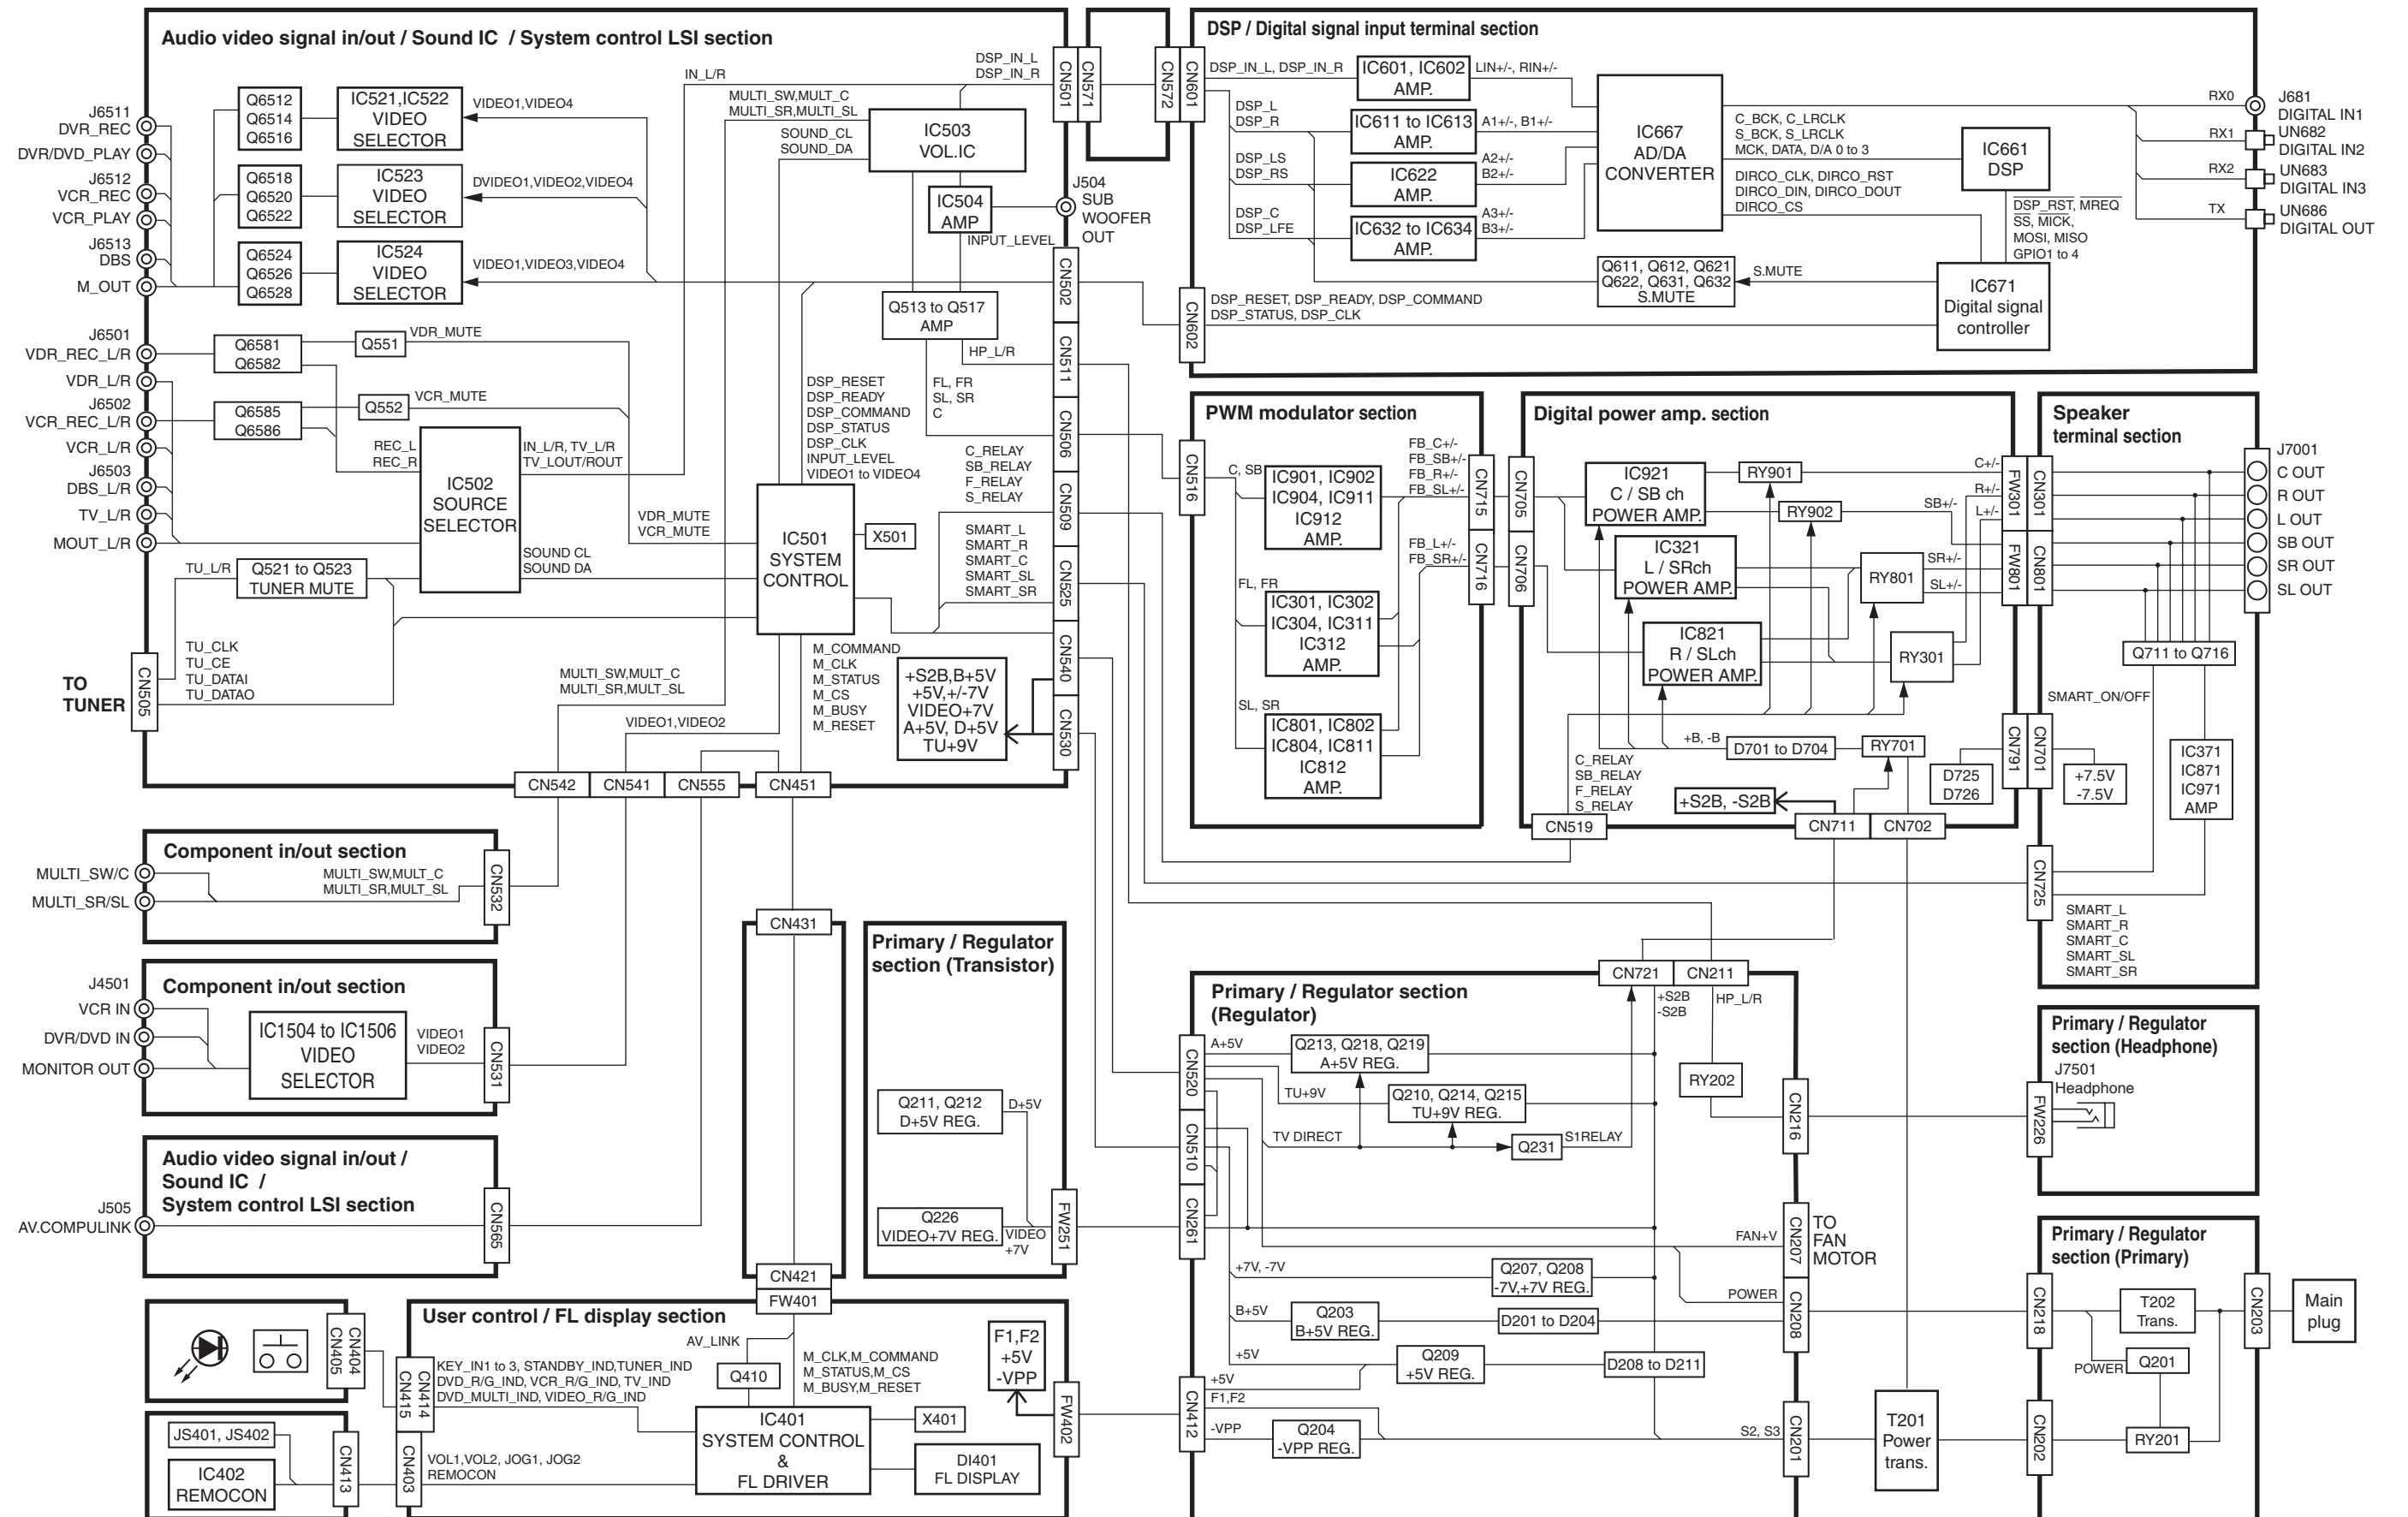 Audio video signal in/out / Sound IC / System control LSI section
J6511
DVR_REC
DVR/DVD_PLAY
J6512
VCR_REC
VCR_PLAY
J6513
DBS
M_OUT
J6501
VDR_REC_L/R
VDR_L/R
J6502
VCR_REC_L/R
VCR_L/R
J6503
DBS_L/R
TV_L/R
MOUT_L/R
TO
TUNER
CN505
Q6512
Q6514
Q6516
IC521,IC522
VIDEO
SELECTOR
VIDEO1,VIDEO4
Q6518
Q6520
Q6522
IC523
VIDEO
SELECTOR
DVIDEO1,VIDEO2,VIDEO4
Q6524
Q6526
Q6528
IC524
VIDEO
SELECTOR
VIDEO1,VIDEO3,VIDEO4
Q6581
Q6582
Q551
VDR_MUTE
Q6585
Q6586
Q552
VCR_MUTE
REC_L
REC_R
IC502
SOURCE
SELECTOR
IN_L/R, TV_L/R
TV_LOUT/ROUT
SOUND CL
SOUND DA
TU_L/R
Q521 to Q523
TUNER MUTE
TU_CLK
TU_CE
TU_DATAI
TU_DATAO
IN_L/R
DSP_IN_L
DSP_IN_R
MULTI_SW,MULT_C
MULTI_SR,MULTI_SL
SOUND_CL
SOUND_DA
IC503
VOL.IC
IC504
AMP
J504
SUB
WOOFER
OUT
INPUT_LEVEL
Q513 to Q517
AMP
HP_L/R
DSP_RESET
DSP_READY
DSP_COMMAND
DSP_STATUS
DSP_CLK
INPUT_LEVEL
VIDEO1 to VIDEO4
FL, FR
SL, SR
C
C_RELAY
SB_RELAY
F_RELAY
S_RELAY
SMART_L
SMART_R
SMART_C
SMART_SL
SMART_SR
VDR_MUTE
VCR_MUTE
IC501
SYSTEM
CONTROL
X501
M_COMMAND
M_CLK
M_STATUS
M_CS
M_BUSY
M_RESET
+S2B,B+5V
+5V,+/-7V
VIDEO+7V
A+5V, D+5V
TU+9V
MULTI_SW,MULT_C
MULTI_SR,MULT_SL
VIDEO1,VIDEO2
CN501
CN571
CN572
CN601
CN502
CN511
CN506
CN509
CN525
CN540
CN530
CN542
CN541
CN555
CN451
DSP / Digital signal input terminal section
DSP_IN_L, DSP_IN_R
IC601, IC602
AMP.
LIN+/-, RIN+/-
DSP_L
DSP_R
IC611 to IC613
AMP.
A1+/-, B1+/-
DSP_LS
DSP_RS
IC622
AMP.
A2+/-
B2+/-
DSP_C
DSP_LFE
IC632 to IC634
AMP.
A3+/-
B3+/-
IC667
AD/DA
CONVERTER
C_BCK, C_LRCLK
S_BCK, S_LRCLK
MCK, DATA, D/A 0 to 3
DIRCO_CLK, DIRCO_RST
DIRCO_DIN, DIRCO_DOUT
DIRCO_CS
IC661
DSP
DSP_RST, MREQ
SS, MICK,
MOSI, MISO
GPIO1 to 4
Q611, Q612, Q621
Q622, Q631, Q632
S.MUTE
S.MUTE
IC671
Digital signal
controller
CN602
DSP_RESET, DSP_READY, DSP_COMMAND
DSP_STATUS, DSP_CLK
RX0
RX1
RX2
TX
J681
DIGITAL IN1
UN682
DIGITAL IN2
UN683
DIGITAL IN3
UN686
DIGITAL OUT
PWM modulator section
CN516
C, SB
IC901, IC902
IC904, IC911
IC912
AMP.
FL, FR
IC301, IC302
IC304, IC311
IC312
AMP.
SL, SR
IC801, IC802
IC804, IC811
IC812
AMP.
FB_C+/-
FB_SB+/-
FB_R+/-
FB_SL+/-
FB_L+/-
FB_SR+/-
CN715
CN716
Digital power amp. section
CN705
CN706
IC921
C / SB ch
POWER AMP.
IC321
L / SRch
POWER AMP.
IC821
R / SLch
POWER AMP.
RY901
RY902
RY801
RY301
C+/-
R+/-
SB+/-
L+/-
SR+/-
SL+/-
+B, -B
D701 to D704
RY701
C_RELAY
SB_RELAY
F_RELAY
S_RELAY
+S2B, -S2B
D725
D726
CN519
CN711
CN702
FW301
FW801
CN791
Speaker
terminal section
CN301
CN801
CN701
J7001
C OUT
R OUT
L OUT
SB OUT
SR OUT
SL OUT
Q711 to Q716
SMART_ON/OFF
+7.5V
-7.5V
IC371
IC871
IC971
AMP
CN725
SMART_L
SMART_R
SMART_C
SMART_SL
SMART_SR
Component in/out section
MULTI_SW/C
MULTI_SR/SL
MULTI_SW,MULT_C
MULTI_SR,MULT_SL
CN532
Component in/out section
J4501
VCR IN
DVR/DVD IN
MONITOR OUT
IC1504 to IC1506
VIDEO
SELECTOR
VIDEO1
VIDEO2
CN531
Audio video signal in/out /
Sound IC /
System control LSI section
J505
AV.COMPULINK
CN565
CN431
CN421
FW401
Primary / Regulator
section (Transistor)
Q211, Q212
D+5V REG.
D+5V
Q226
VIDEO+7V REG.
VIDEO
+7V
FW251
Primary / Regulator section
(Regulator)
CN721
CN211
+S2B
-S2B
HP_L/R
RY202
CN520
CN510
CN261
CN412
A+5V
Q213, Q218, Q219
A+5V REG.
TU+9V
Q210, Q214, Q215
TU+9V REG.
TV DIRECT
Q231
S1RELAY
FAN+V
+7V, -7V
Q207, Q208
-7V,+7V REG.
POWER
B+5V
Q203
B+5V REG.
D201 to D204
+5V
Q209
+5V REG.
D208 to D211
+5V
F1,F2
-VPP
Q204
-VPP REG.
S2, S3
CN216
CN207
TO
FAN
MOTOR
CN208
CN201
T201
Power
trans.
Primary / Regulator
section (Headphone)
J7501
Headphone
FW226
Primary / Regulator
section (Primary)
CN218
CN202
T202
Trans.
POWER
Q201
RY201
CN203
Main
plug
CN404
CN405
JS401, JS402
IC402
REMOCON
CN413
User control / FL display section
CN414
CN415
CN403
KEY_IN1 to 3, STANDBY_IND,TUNER_IND
DVD_R/G_IND, VCR_R/G_IND, TV_IND
DVD_MULTI_IND, VIDEO_R/G_IND
VOL1,VOL2, JOG1, JOG2
REMOCON
AV_LINK
Q410
M_CLK,M_COMMAND
M_STATUS,M_CS
M_BUSY,M_RESET
IC401
SYSTEM CONTROL
&
FL DRIVER
X401
DI401
FL DISPLAY
F1,F2
+5V
-VPP
FW402